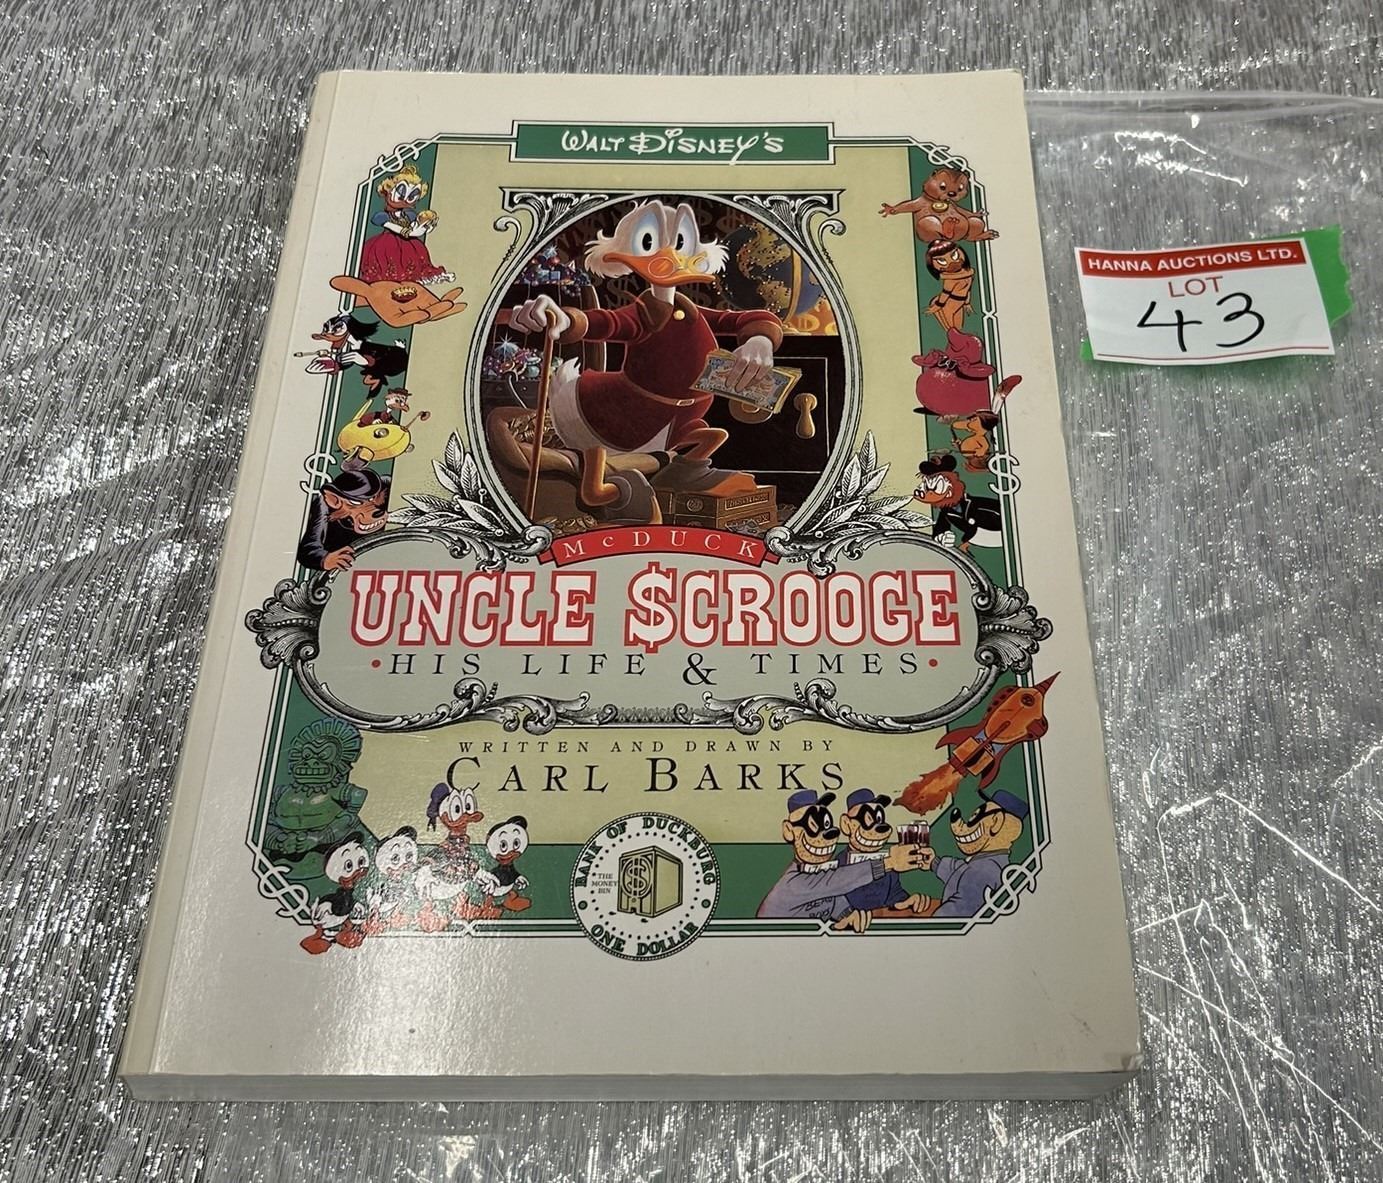 WALT DISNEY'S
McDUCK
UNCLE $CROOGE
•HIS LIFE & TIMES•
WRITTEN AND DRAWN BY
CARL BARKS
BANK OF DUCKBURG
THE
MONEY
BIN
$
ONE DOLLAR
HANNA AUCTIONS LTD.
LOT
43